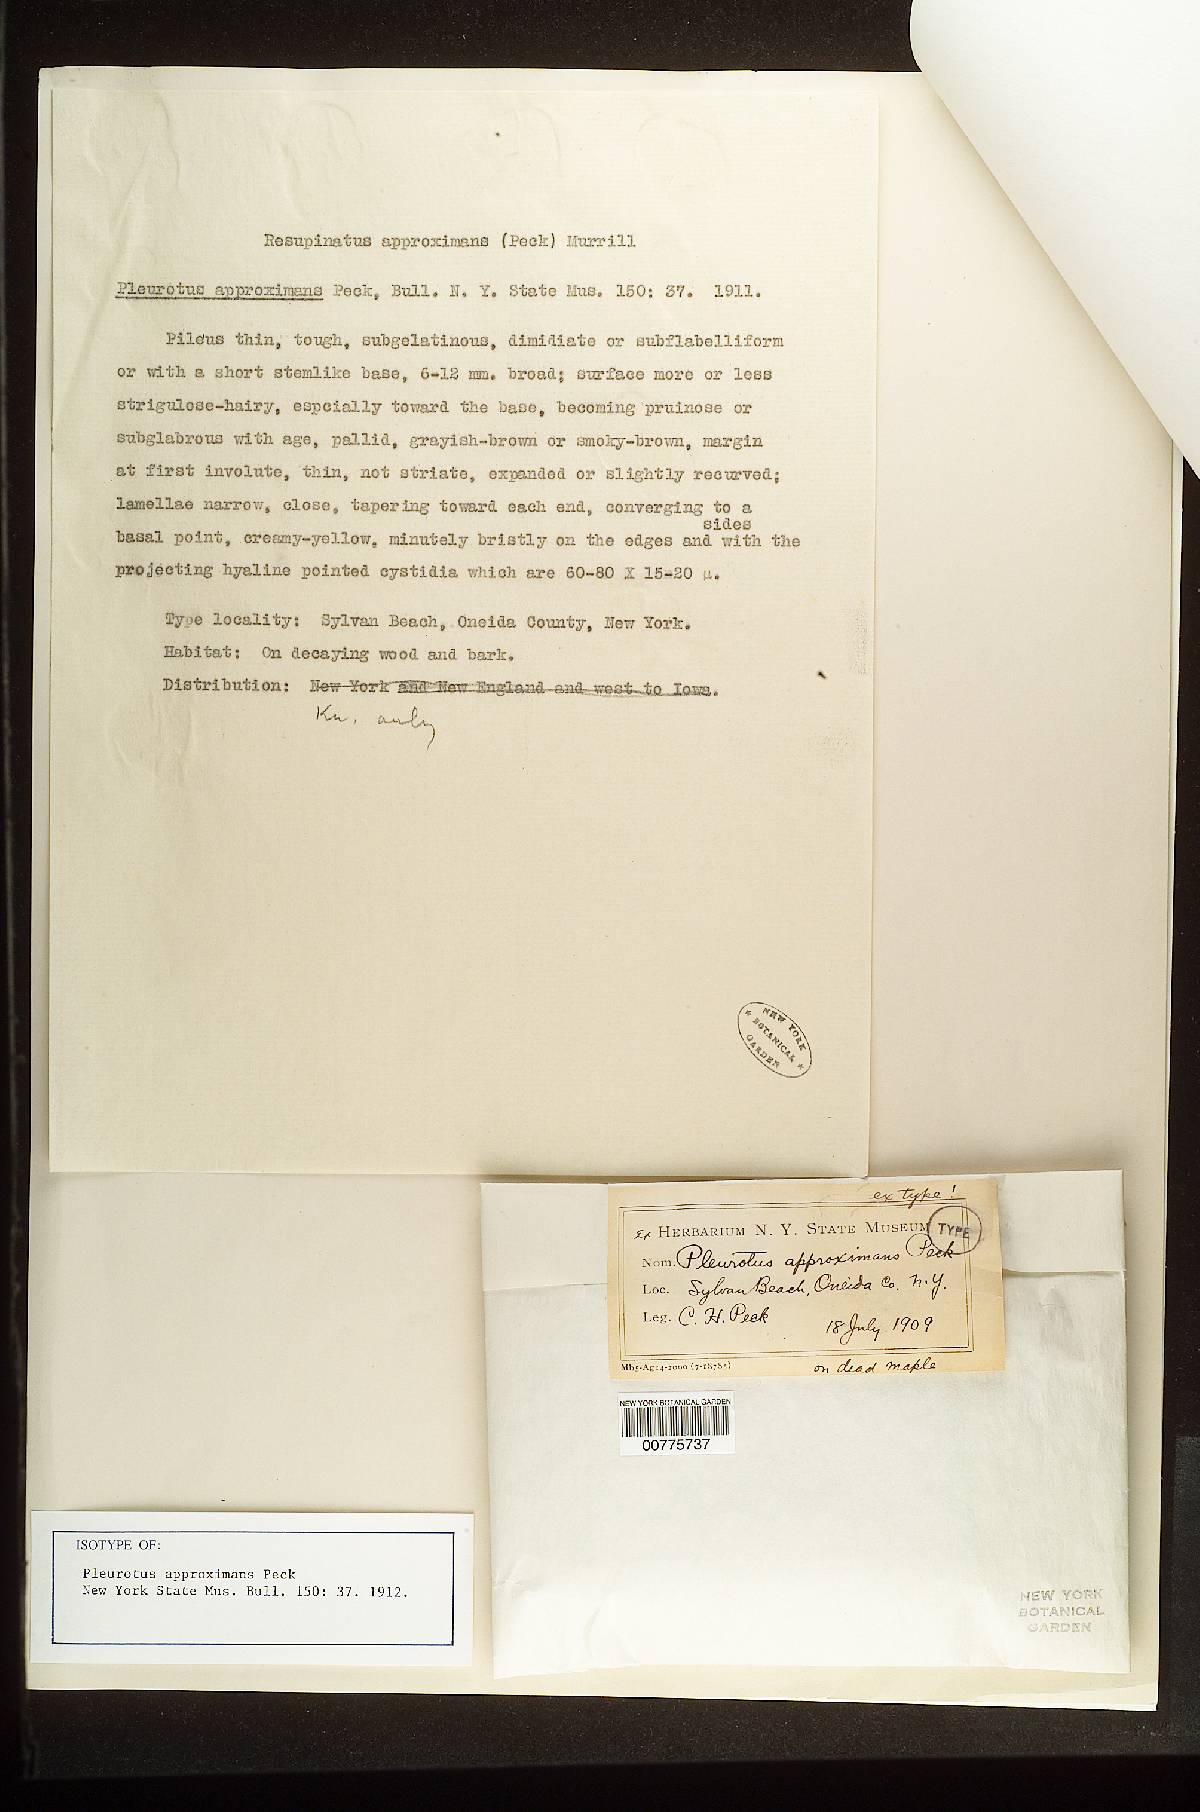 Resupinatus approximans (Peck) Murrill
Pleurotus approximans Peck, Bull. N. Y. State Mus. 150: 37. 1911.
Pileus thin, tough, subgelatinous, dimidiate or subflabelliform
or with a short stemlike base, 6-12 mm. broad; surface more or less
strigulose-hairy, espcially toward the base, becoming pruinose or
subglabrous with age, pallid, grayish-brown or smoky-brown, margin
at first involute, thin, not striate, expanded or slightly recurved;
lamellae narrow, close, tapering toward each end, converging to a
sides
basal point, creamy-yellow, minutely bristly on the edges and with the
projecting hyaline pointed cystidia which are 60-80 X 15-20 µ.
Type locality: Sylvan Beach, Oneida County, New York.
Habitat: On decaying wood and bark.
Distribution: New York and New England and west to Iowa.
Kn. only
NEW YORK
* BOTANICAL *
GARDEN
ex type!
Ex HERBARIUM N. Y. STATE MUSEUM TYPE
Nom. Pleurotus approximans Peck
Loc. Sylvan Beach, Oneida Co. N.Y.
Leg. C. H. Peck
18 July 1909
on dead maple
NEW YORK BOTANICAL GARDEN
00775737
ISOTYPE OF:
Pleurotus approximans Peck
New York State Mus. Bull. 150: 37. 1912.
NEW YORK
BOTANICAL
GARDEN